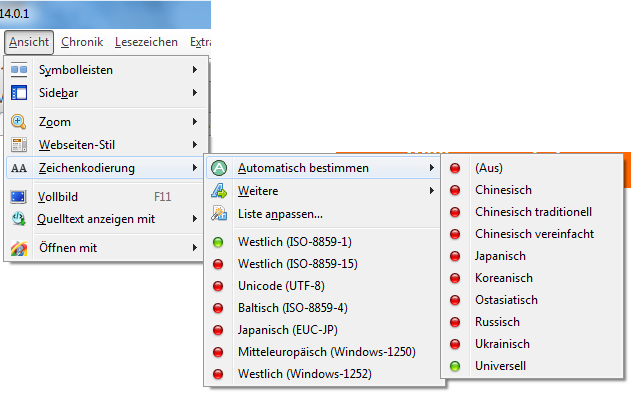 14.0.1
Ansicht Chronik Lesezeichen Extra
Symbolleisten
Sidebar
Zoom
Webseiten-Stil
Zeichenkodierung
Vollbild F11
Quelltext anzeigen mit
Öffnen mit
Automatisch bestimmen
Weitere
Liste anpassen...
Westlich (ISO-8859-1)
Westlich (ISO-8859-15)
Unicode (UTF-8)
Baltisch (ISO-8859-4)
Japanisch (EUC-JP)
Mitteleuropäisch (Windows-1250)
Westlich (Windows-1252)
(Aus)
Chinesisch
Chinesisch traditionell
Chinesisch vereinfacht
Japanisch
Koreanisch
Ostasiatisch
Russisch
Ukrainisch
Universell